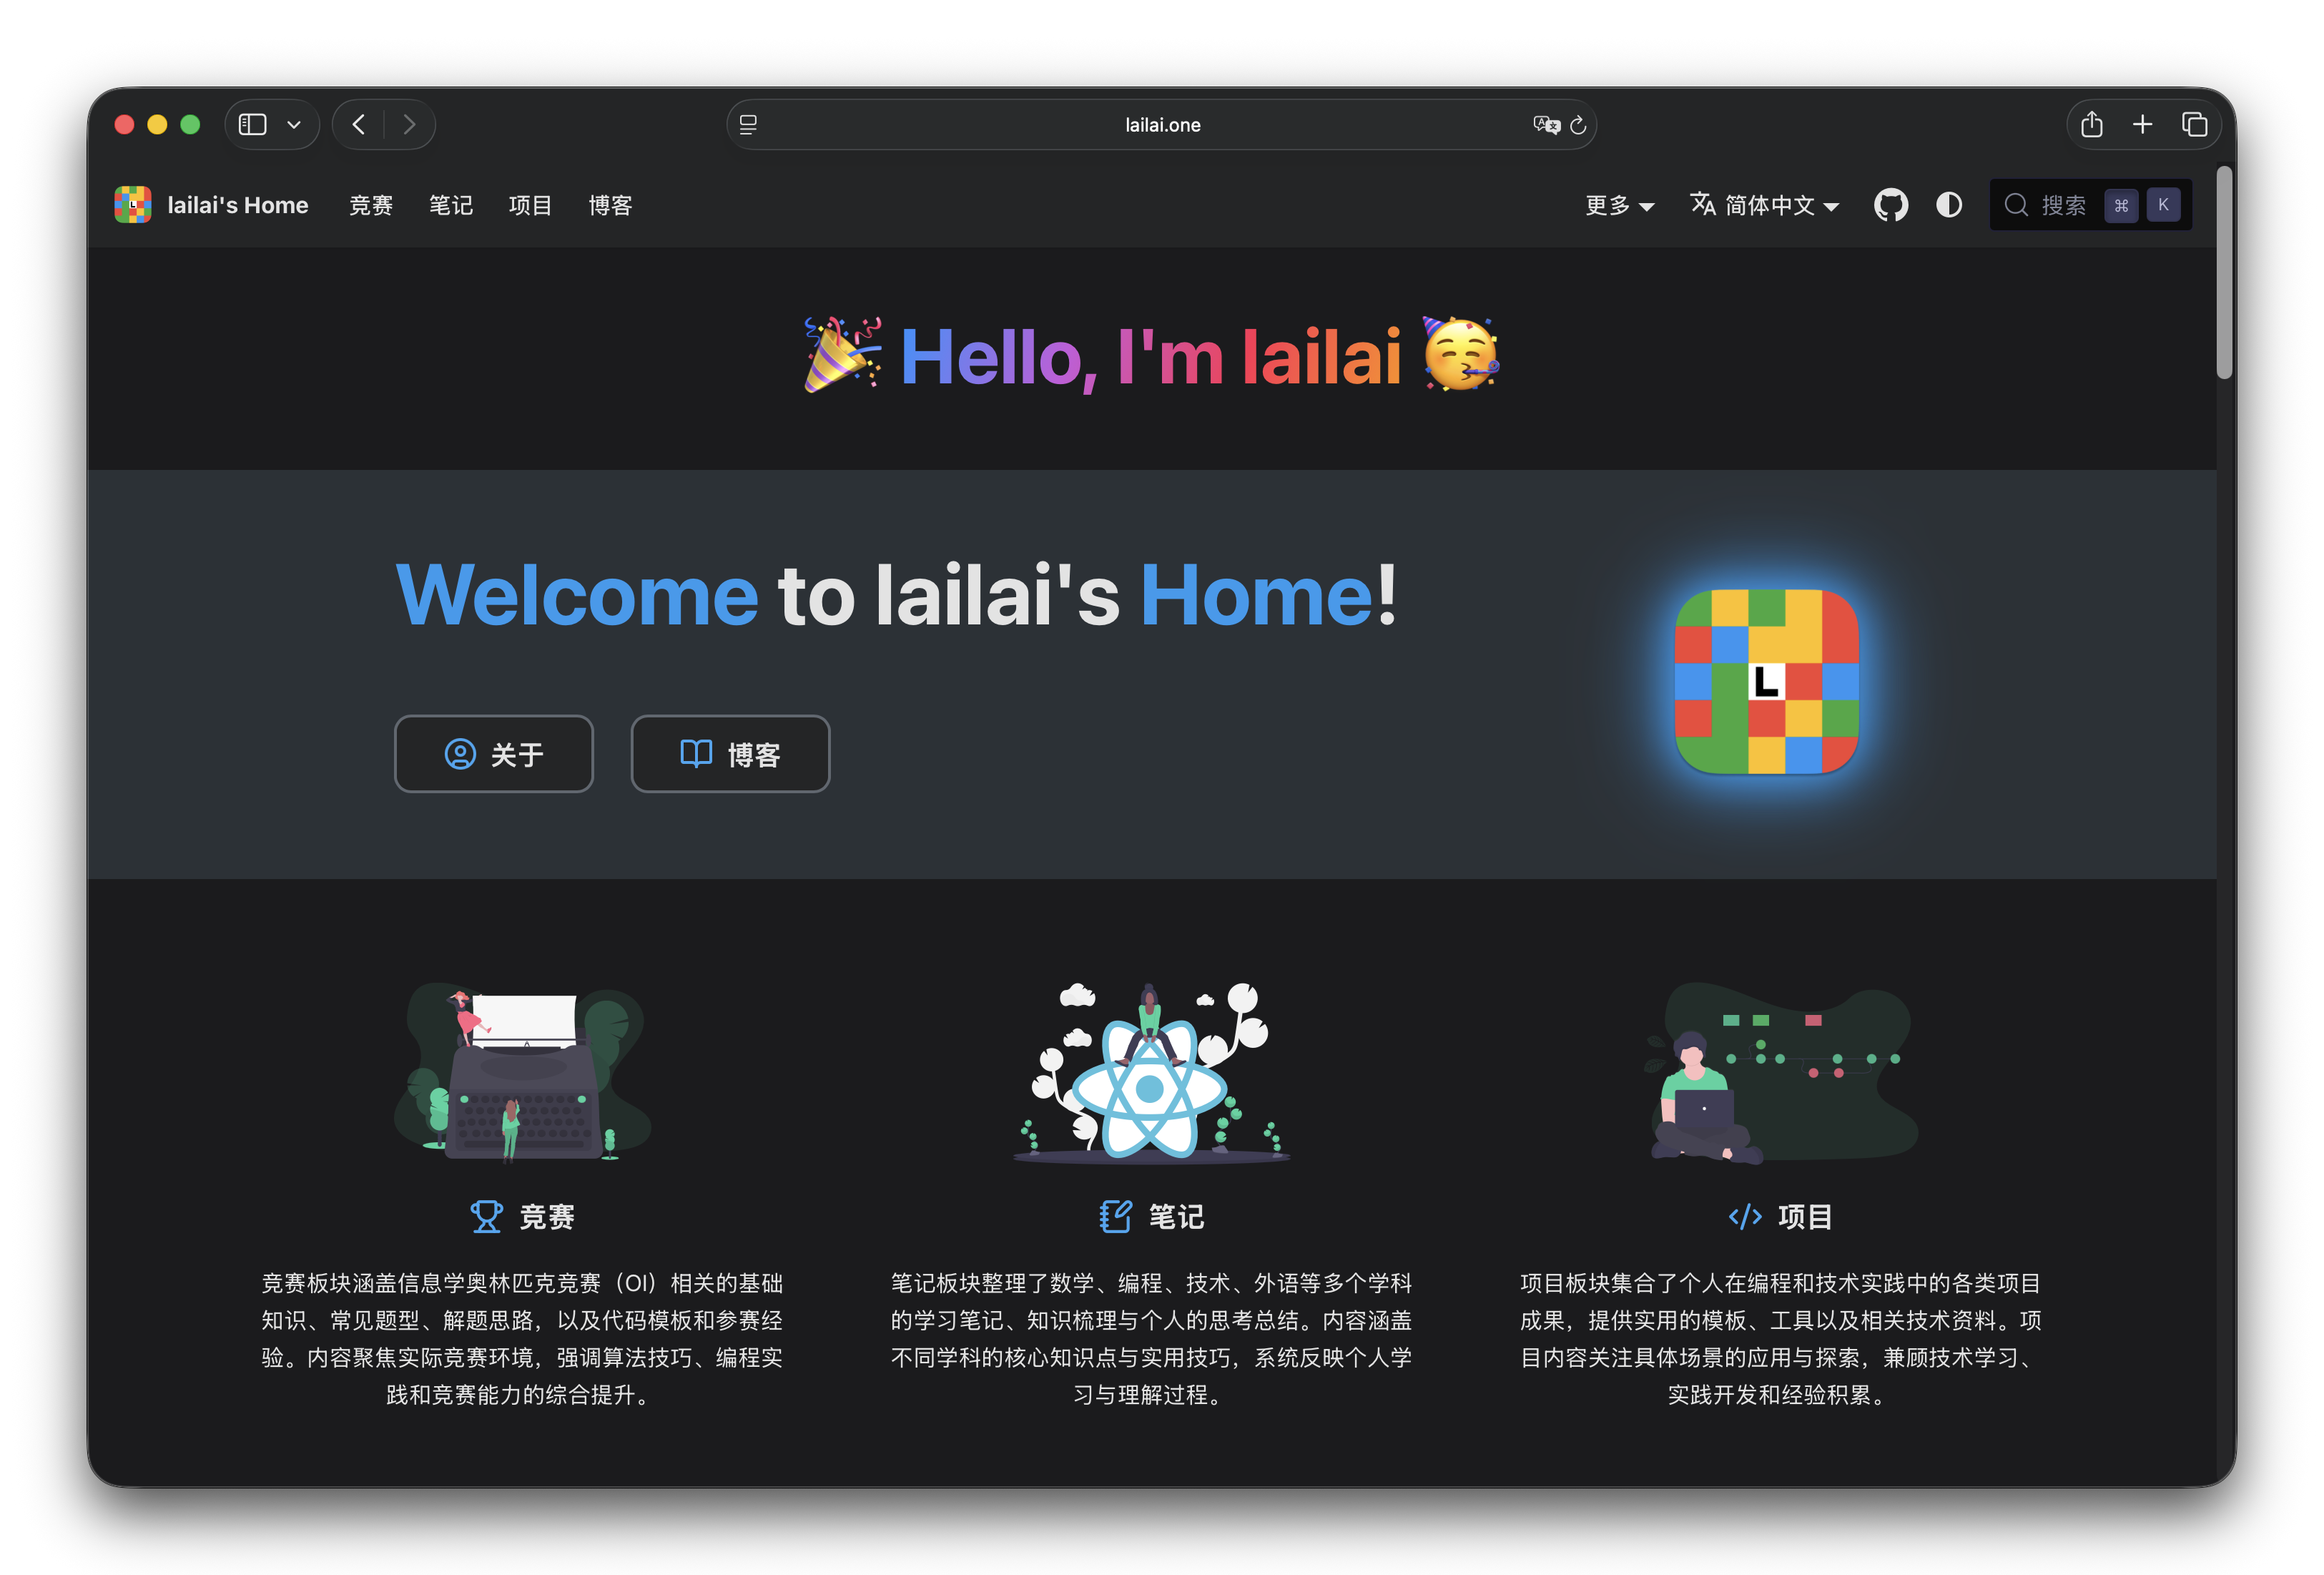 lailai.one
lailai's Home 竞赛 笔记 项目 博客 更多 简体中文 搜索 ⌘ K
🎉 Hello, I'm lailai 🥳
Welcome to lailai's Home!
L
关于 博客
竞赛
竞赛板块涵盖信息学奥林匹克竞赛（OI）相关的基础
知识、常见题型、解题思路，以及代码模板和参赛经
验。内容聚焦实际竞赛环境，强调算法技巧、编程实
践和竞赛能力的综合提升。
笔记
笔记板块整理了数学、编程、技术、外语等多个学科
的学习笔记、知识梳理与个人的思考总结。内容涵盖
不同学科的核心知识点与实用技巧，系统反映个人学
习与理解过程。
项目
项目板块集合了个人在编程和技术实践中的各类项目
成果，提供实用的模板、工具以及相关技术资料。项
目内容关注具体场景的应用与探索，兼顾技术学习、
实践开发和经验积累。